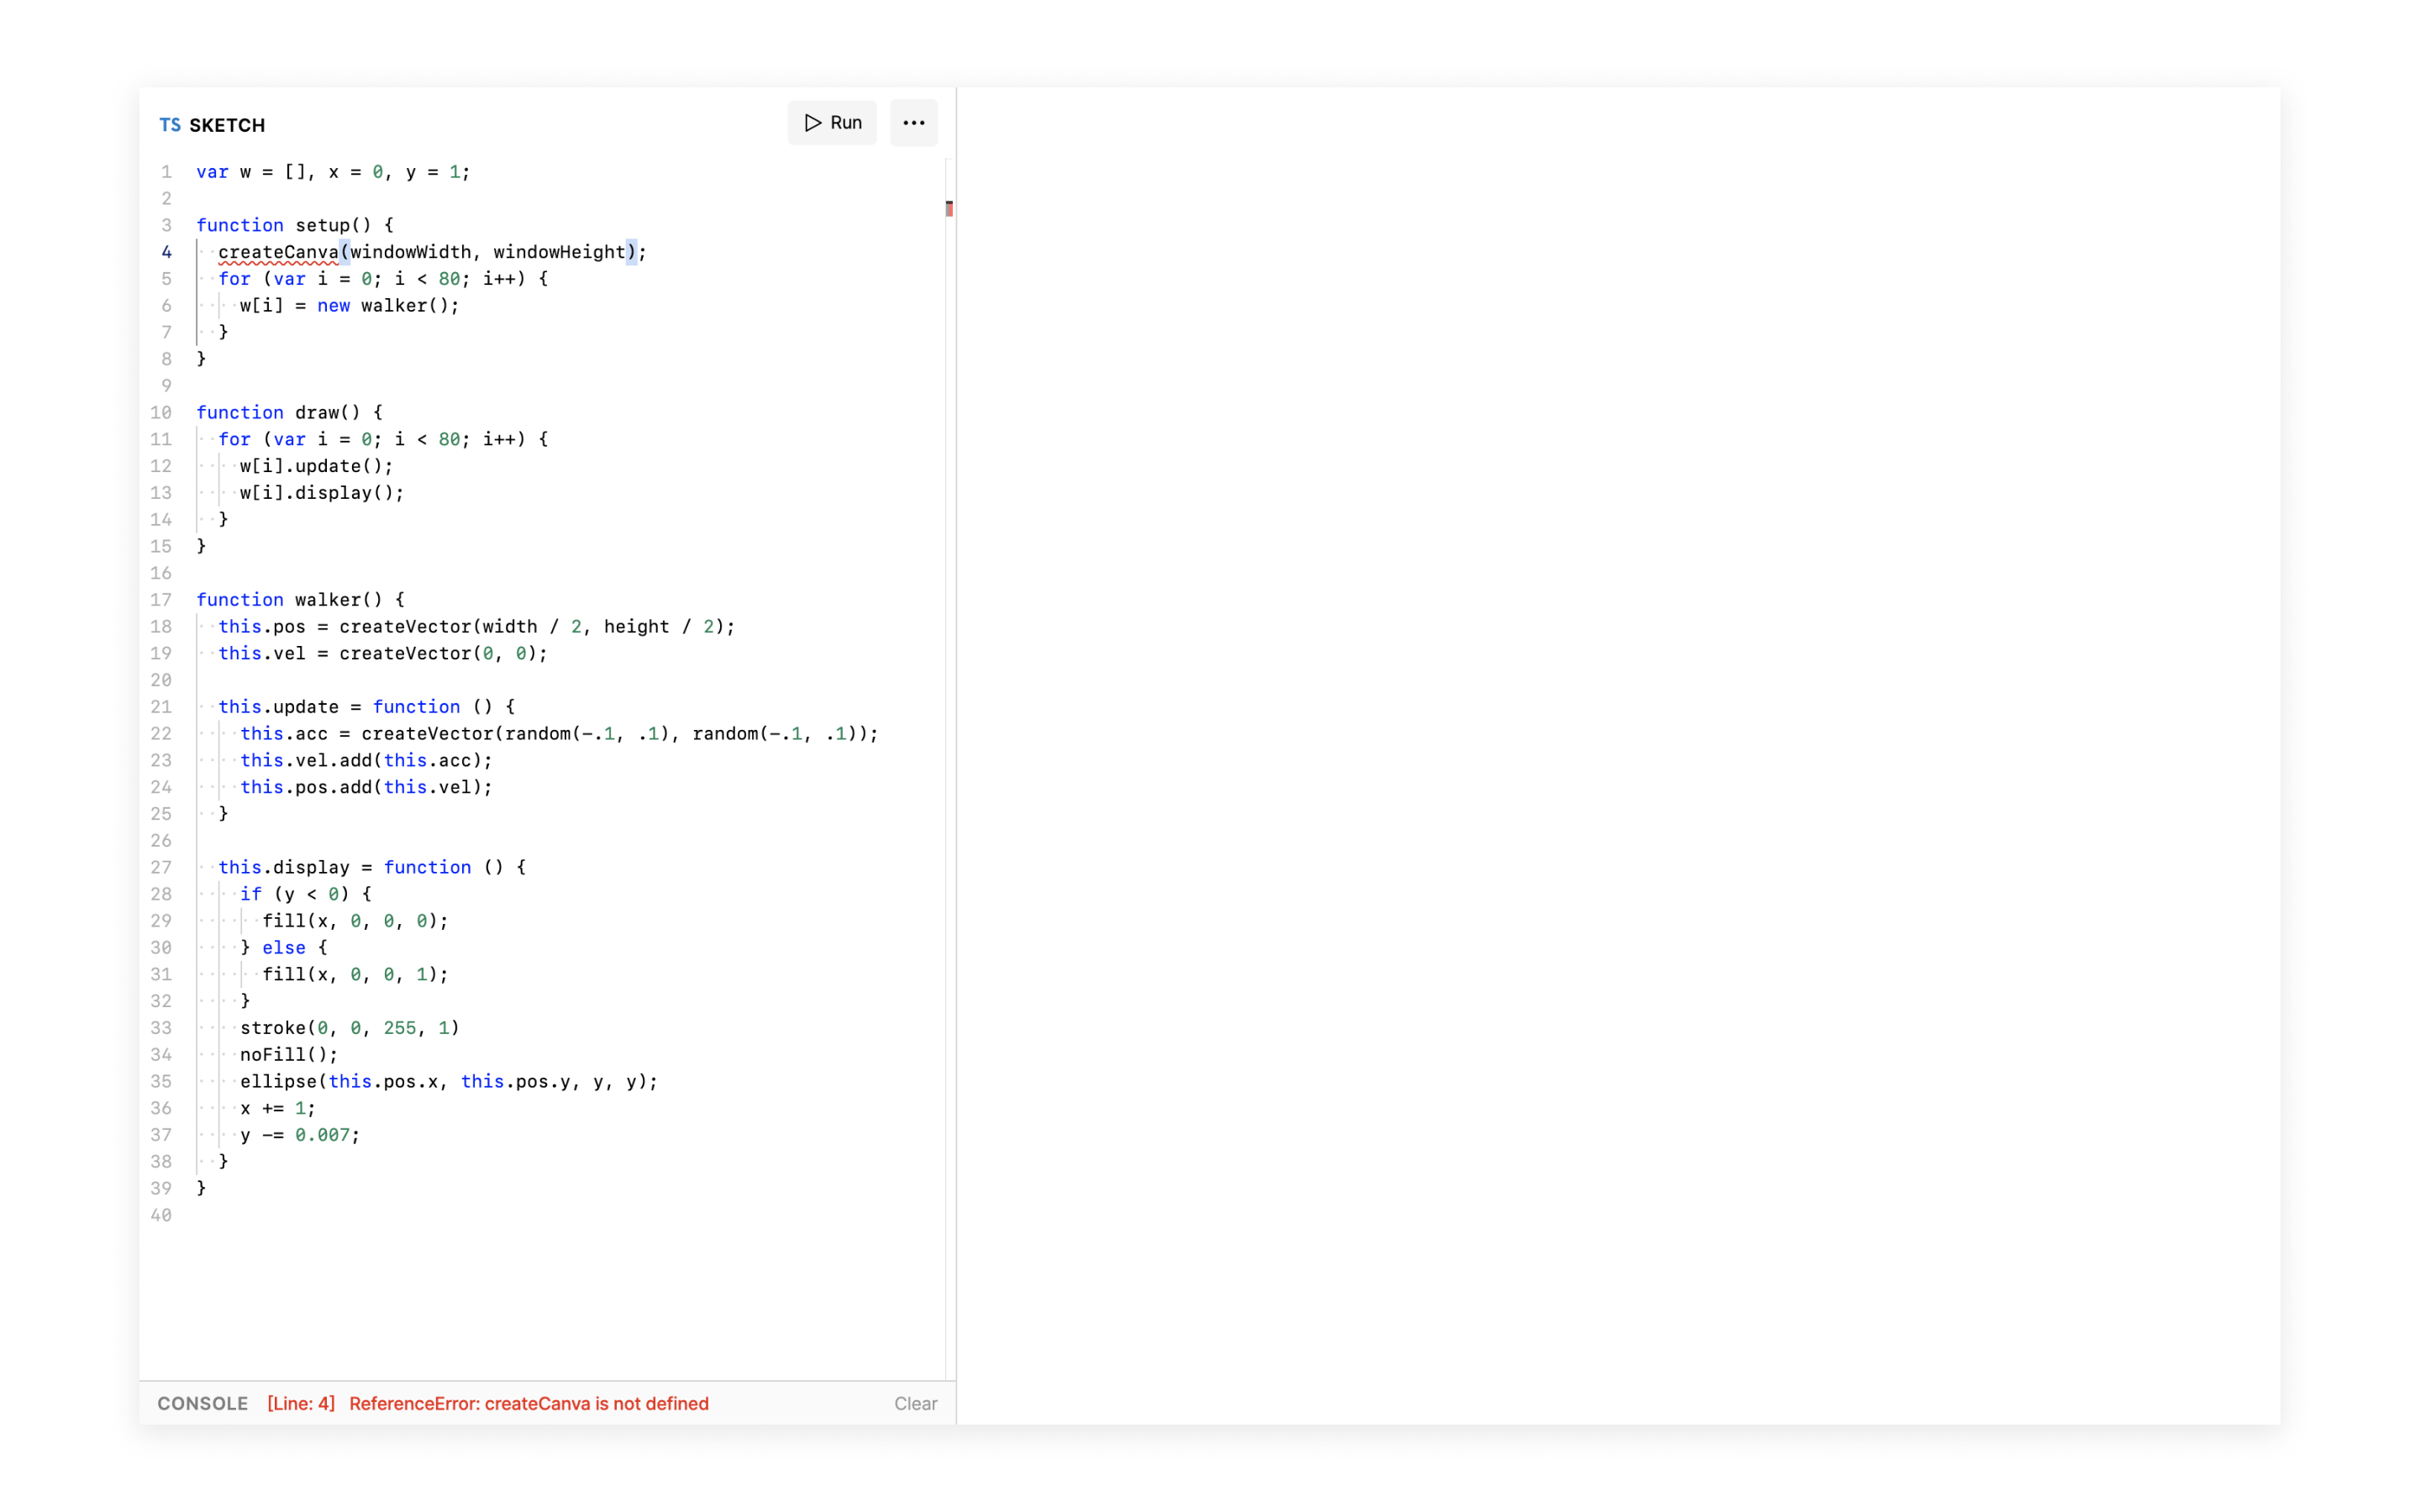 TS SKETCH
Run
1 var w = [], x = 0, y = 1;
2
3 function setup() {
4   createCanva(windowWidth, windowHeight);
5   for (var i = 0; i < 80; i++) {
6     w[i] = new walker();
7   }
8 }
9
10 function draw() {
11   for (var i = 0; i < 80; i++) {
12     w[i].update();
13     w[i].display();
14   }
15 }
16
17 function walker() {
18   this.pos = createVector(width / 2, height / 2);
19   this.vel = createVector(0, 0);
20
21   this.update = function () {
22     this.acc = createVector(random(-.1, .1), random(-.1, .1));
23     this.vel.add(this.acc);
24     this.pos.add(this.vel);
25   }
26
27   this.display = function () {
28     if (y < 0) {
29       fill(x, 0, 0, 0);
30     } else {
31       fill(x, 0, 0, 1);
32     }
33     stroke(0, 0, 255, 1)
34     noFill();
35     ellipse(this.pos.x, this.pos.y, y, y);
36     x += 1;
37     y -= 0.007;
38   }
39 }
40
CONSOLE [Line: 4] ReferenceError: createCanva is not defined Clear